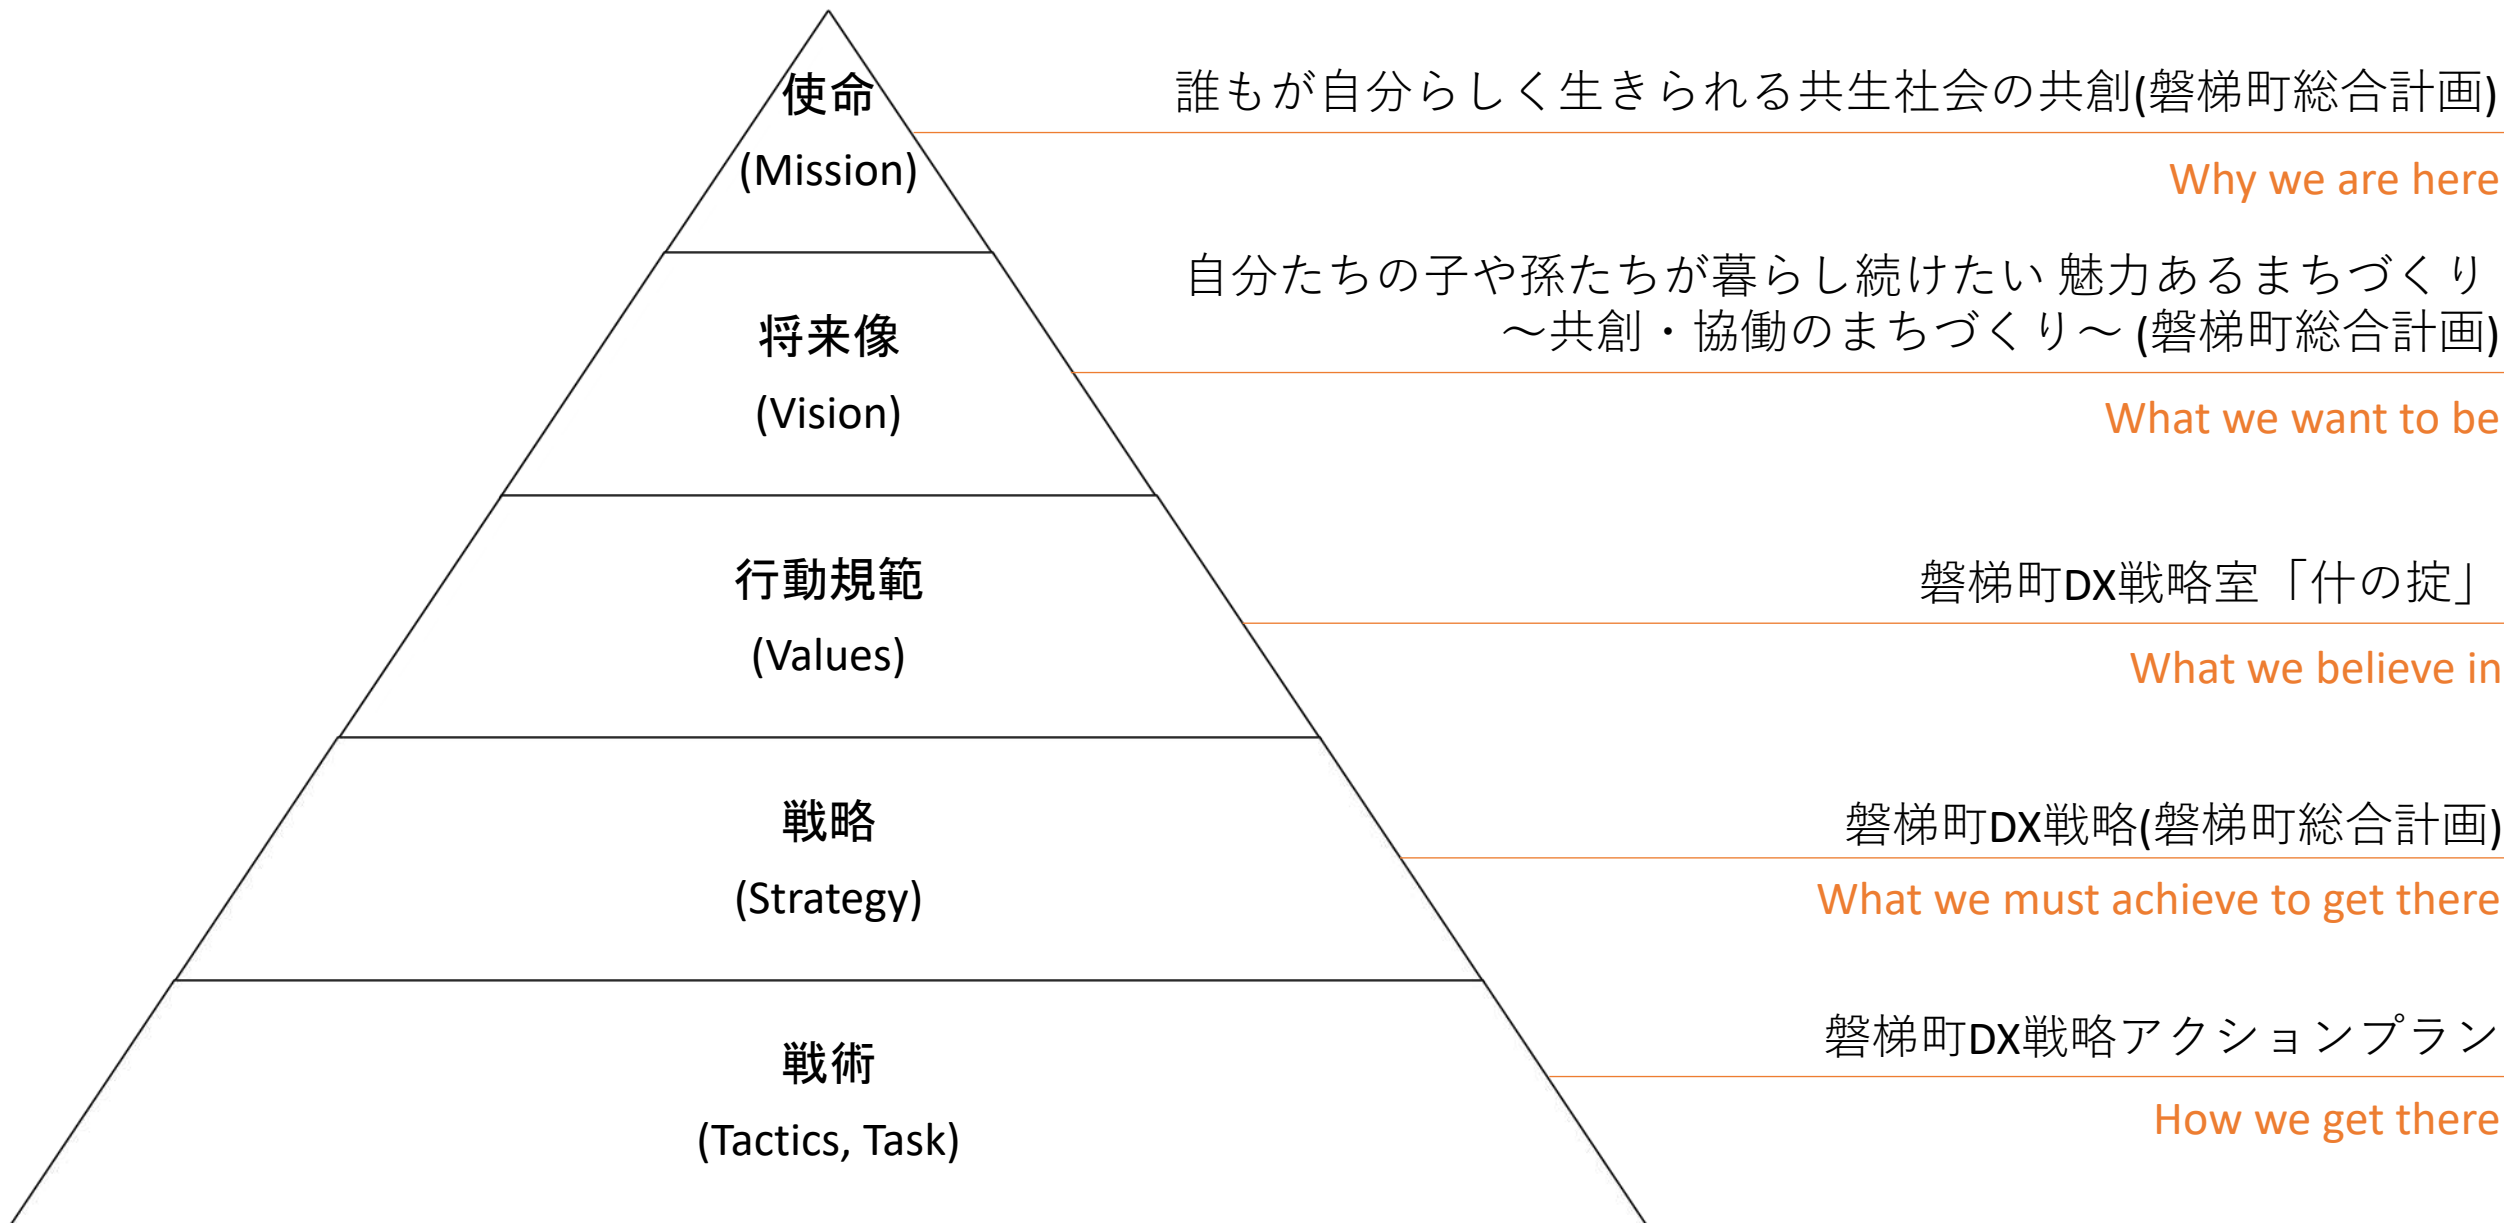 使命
(Mission)
誰もが自分らしく生きられる共生社会の共創(磐梯町総合計画)
Why we are here
将来像
(Vision)
自分たちの子や孫たちが暮らし続けたい 魅力あるまちづくり
～共創・協働のまちづくり～ (磐梯町総合計画)
What we want to be
行動規範
(Values)
磐梯町DX戦略室「什の掟」
What we believe in
戦略
(Strategy)
磐梯町DX戦略(磐梯町総合計画)
What we must achieve to get there
戦術
(Tactics, Task)
磐梯町DX戦略アクションプラン
How we get there